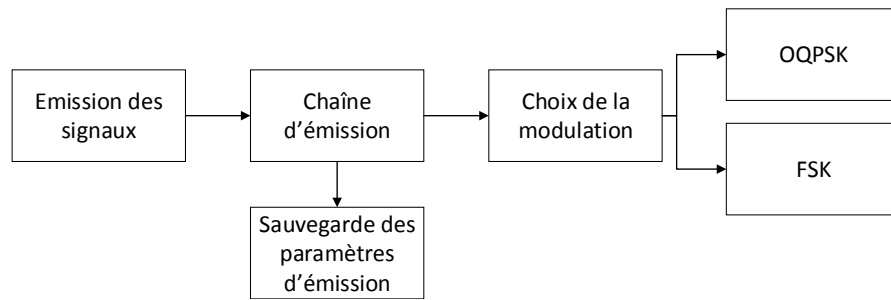 Emission des
signaux
Chaîne
d’émission
Choix de la
modulation
OQPSK
FSK
Sauvegarde des
paramètres
d’émission